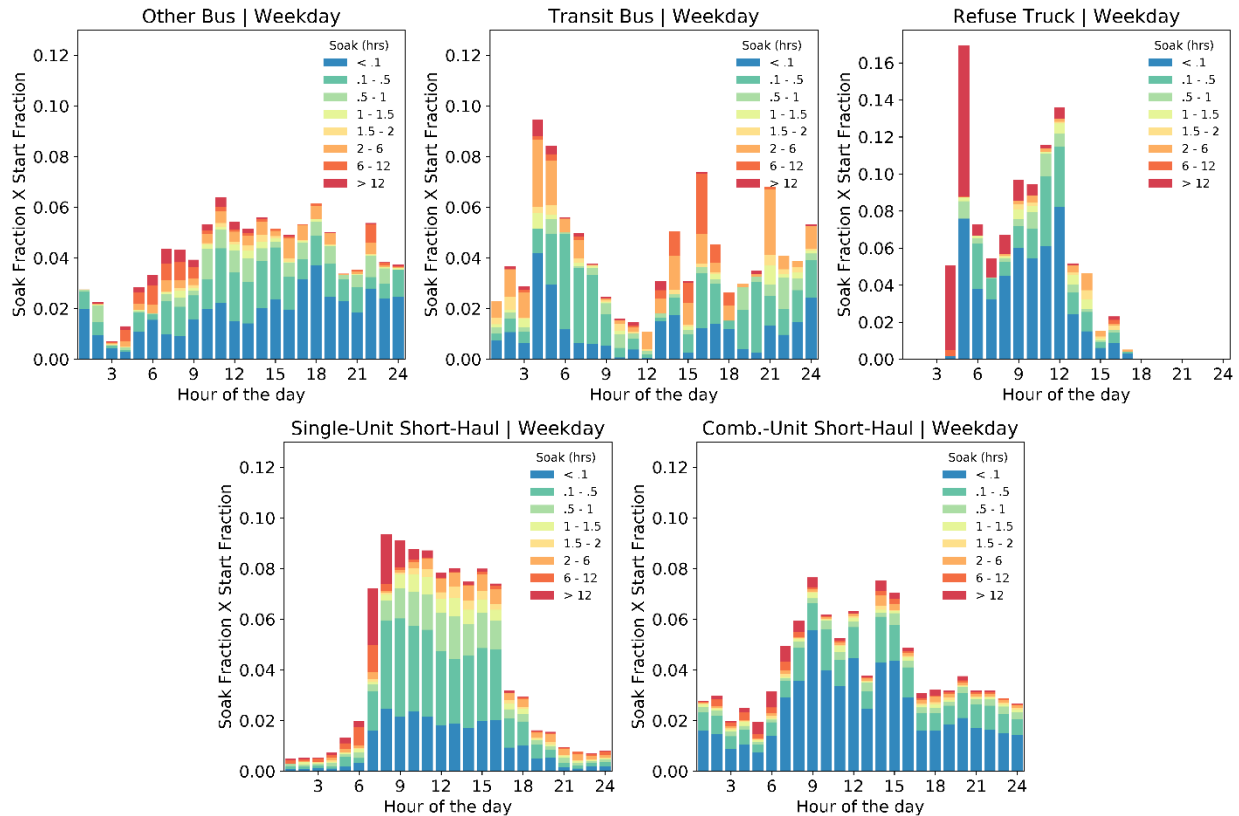 Other Bus | Weekday
Soak Fraction X Start Fraction
0.12
0.10
0.08
0.06
0.04
0.02
0.00
Soak (hrs)
< .1
.1 - .5
.5 - 1
1 - 1.5
1.5 - 2
2 - 6
6 - 12
> 12
3 6 9 12 15 18 21 24
Hour of the day
Transit Bus | Weekday
Soak Fraction X Start Fraction
0.12
0.10
0.08
0.06
0.04
0.02
0.00
Soak (hrs)
< .1
.1 - .5
.5 - 1
1 - 1.5
1.5 - 2
2 - 6
6 - 12
> 12
3 6 9 12 15 18 21 24
Hour of the day
Refuse Truck | Weekday
Soak Fraction X Start Fraction
0.16
0.14
0.12
0.10
0.08
0.06
0.04
0.02
0.00
Soak (hrs)
< .1
.1 - .5
.5 - 1
1 - 1.5
1.5 - 2
2 - 6
6 - 12
> 12
3 6 9 12 15 18 21 24
Hour of the day
Single-Unit Short-Haul | Weekday
Soak Fraction X Start Fraction
0.12
0.10
0.08
0.06
0.04
0.02
0.00
Soak (hrs)
< .1
.1 - .5
.5 - 1
1 - 1.5
1.5 - 2
2 - 6
6 - 12
> 12
3 6 9 12 15 18 21 24
Hour of the day
Comb.-Unit Short-Haul | Weekday
Soak Fraction X Start Fraction
0.12
0.10
0.08
0.06
0.04
0.02
0.00
Soak (hrs)
< .1
.1 - .5
.5 - 1
1 - 1.5
1.5 - 2
2 - 6
6 - 12
> 12
3 6 9 12 15 18 21 24
Hour of the day